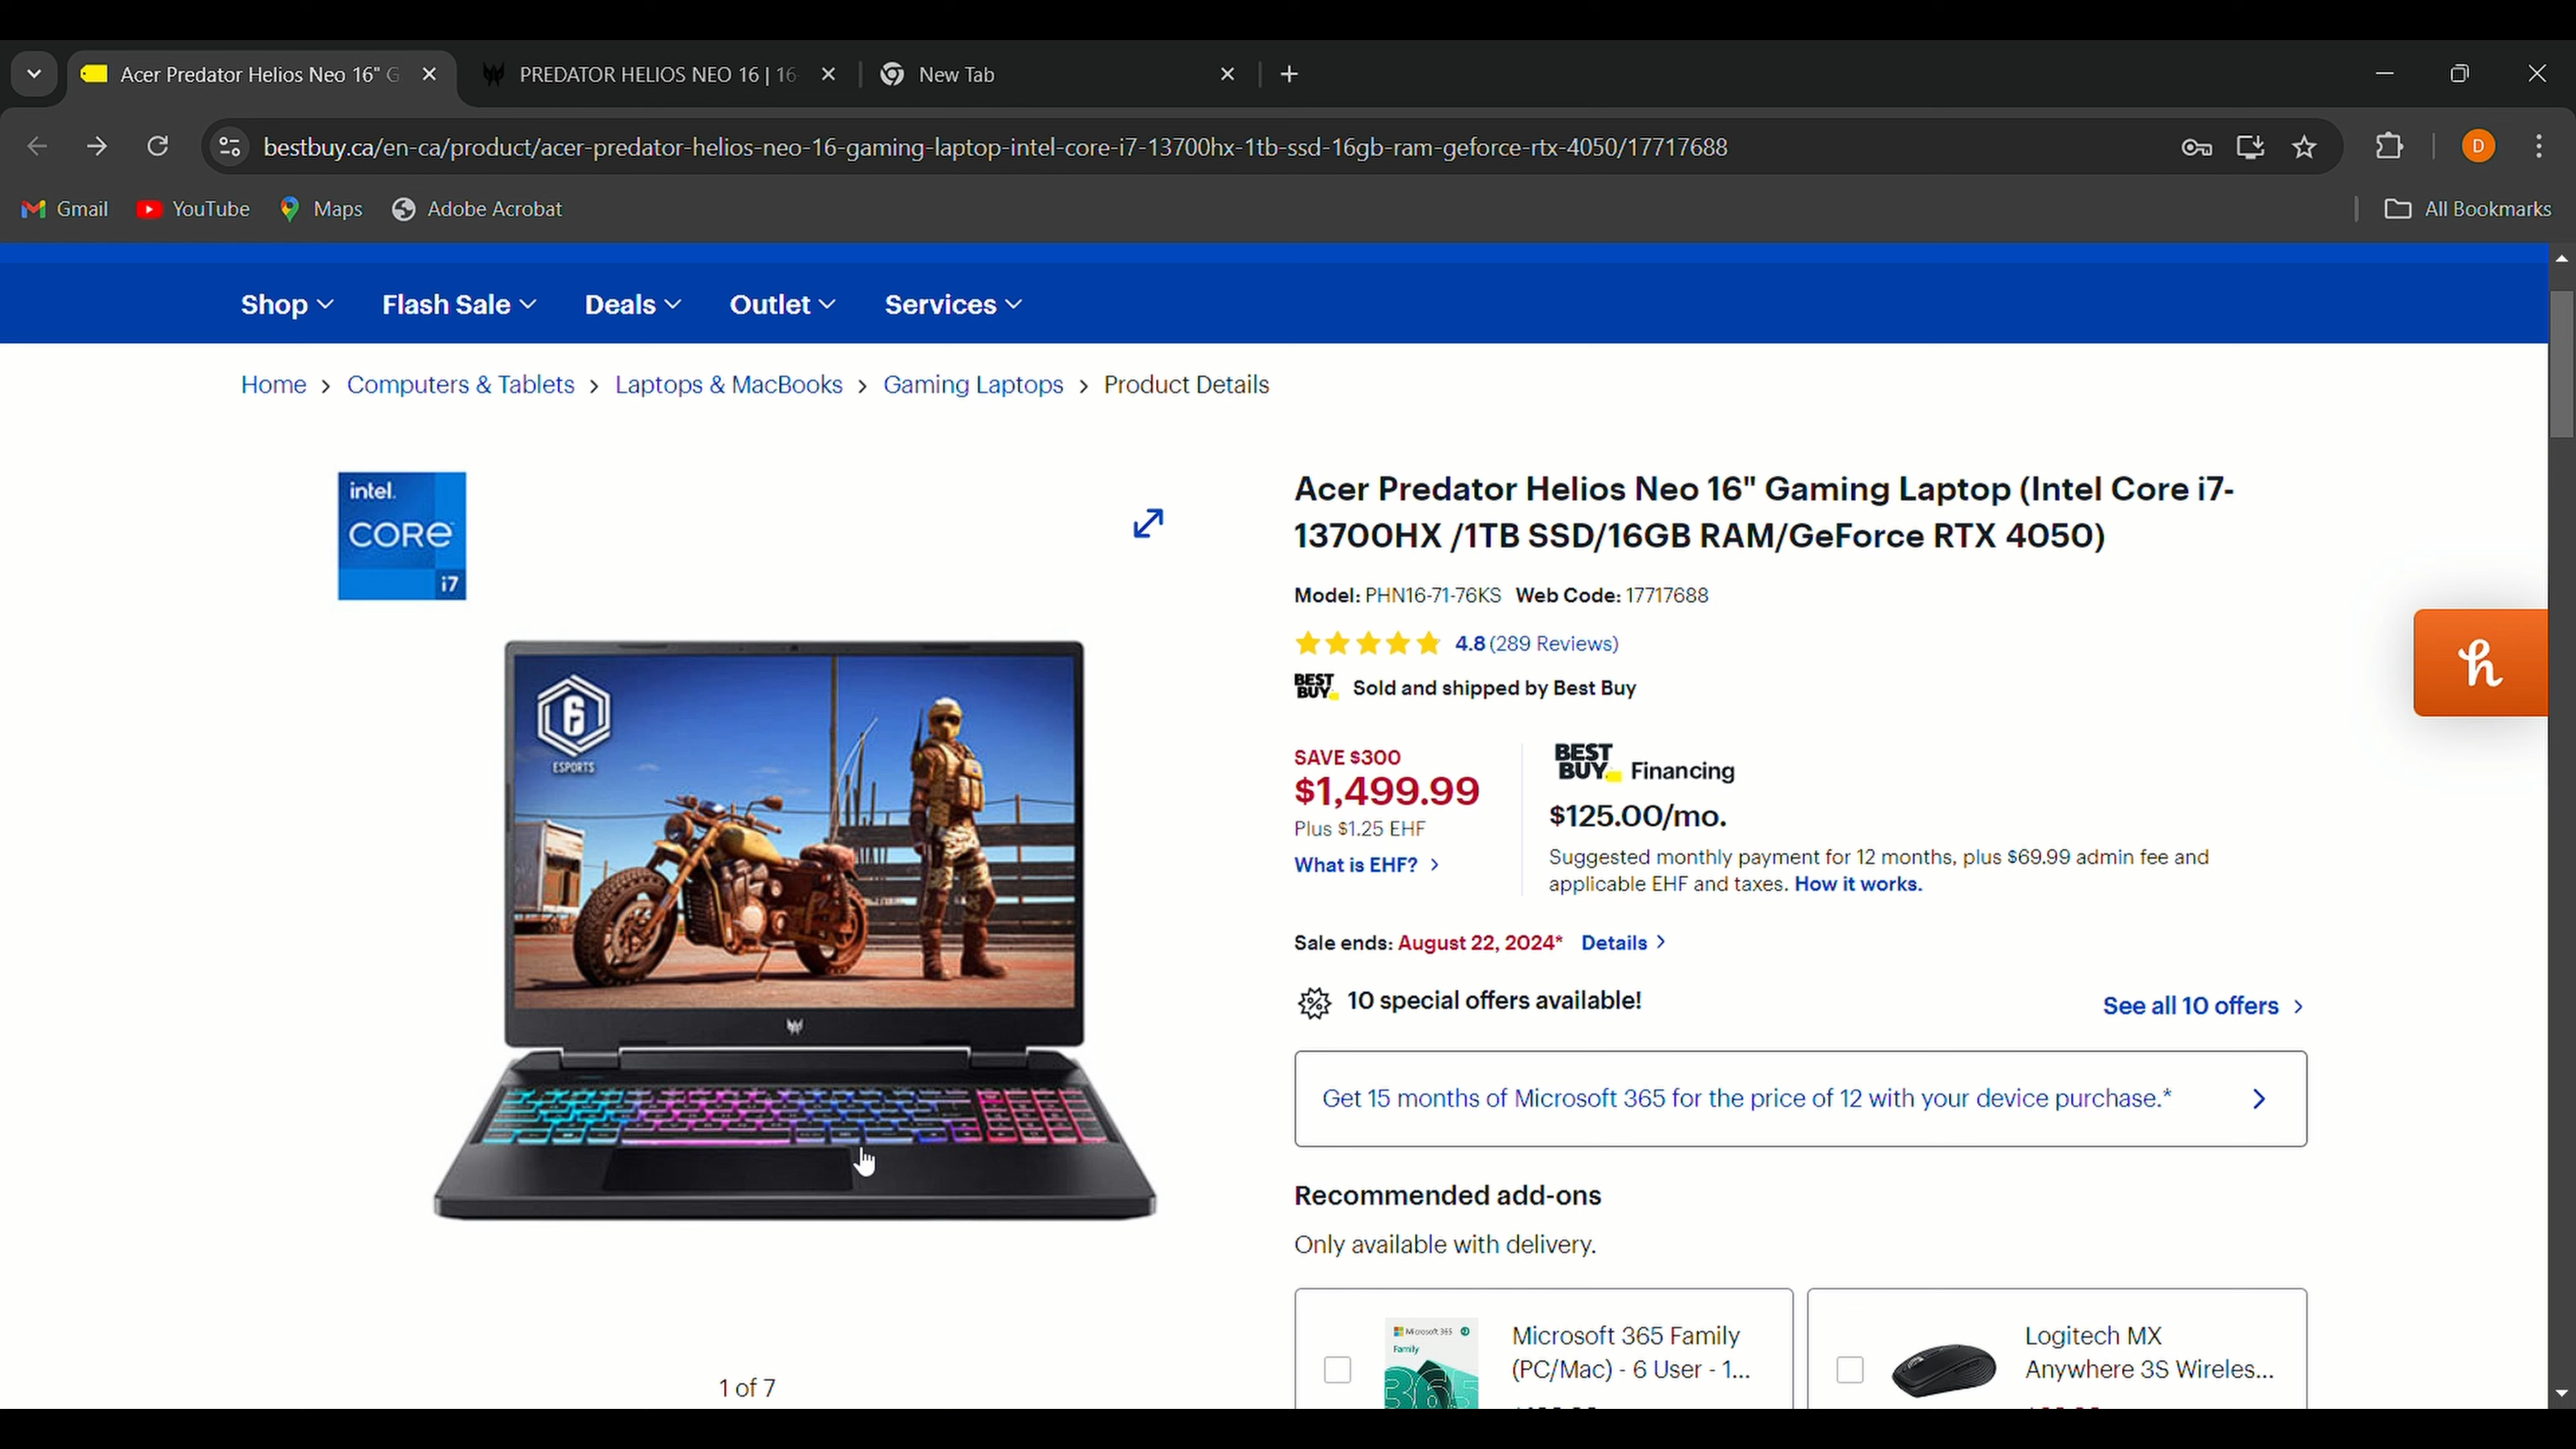 Acer Predator Helios Neo 16" G
PREDATOR HELIOS NEO 16 | 16-
New Tab
bestbuy.ca/en-ca/product/acer-predator-helios-neo-16-gaming-laptop-intel-core-i7-13700hx-1tb-ssd-16gb-ram-geforce-rtx-4050/17717688
D
Gmail YouTube Maps Adobe Acrobat All Bookmarks
Shop Flash Sale Deals Outlet Services
Home > Computers & Tablets > Laptops & MacBooks > Gaming Laptops > Product Details
intel.
CORE
i7
6
ESPORTS
1 of 7
Acer Predator Helios Neo 16" Gaming Laptop (Intel Core i7-
13700HX /1TB SSD/16GB RAM/GeForce RTX 4050)
Model: PHN16-71-76KS Web Code: 17717688
4.8 (289 Reviews)
BEST BUY Sold and shipped by Best Buy
SAVE $300
$1,499.99
Plus $1.25 EHF
What is EHF? >
BEST BUY Financing
$125.00/mo.
Suggested monthly payment for 12 months, plus $69.99 admin fee and
applicable EHF and taxes. How it works.
Sale ends: August 22, 2024* Details >
10 special offers available! See all 10 offers >
Get 15 months of Microsoft 365 for the price of 12 with your device purchase.* >
Recommended add-ons
Only available with delivery.
Microsoft 365
Family
365
Microsoft 365 Family
(PC/Mac) - 6 User - 1...
Logitech MX
Anywhere 3S Wireles...
h